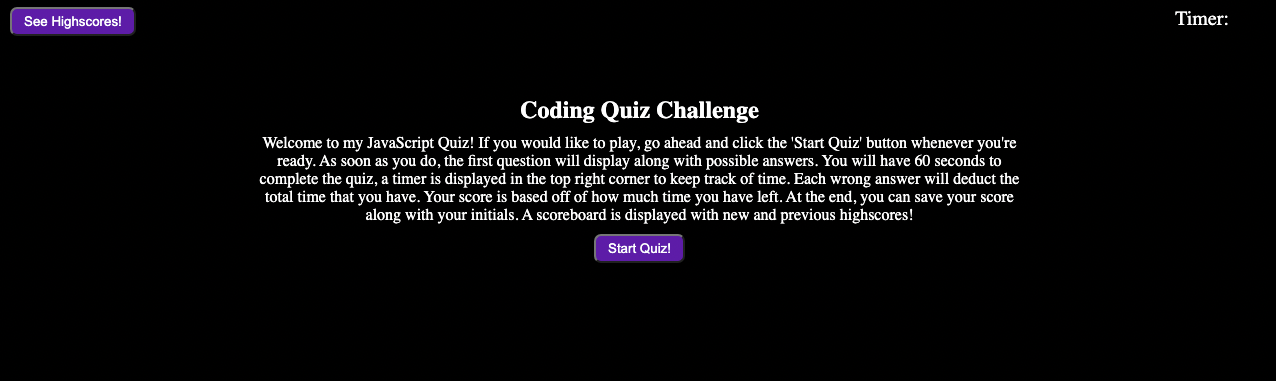 See Highscores!
Timer:
Coding Quiz Challenge
Welcome to my JavaScript Quiz! If you would like to play, go ahead and click the 'Start Quiz' button whenever you're
ready. As soon as you do, the first question will display along with possible answers. You will have 60 seconds to
complete the quiz, a timer is displayed in the top right corner to keep track of time. Each wrong answer will deduct the
total time that you have. Your score is based off of how much time you have left. At the end, you can save your score
along with your initials. A scoreboard is displayed with new and previous highscores!
Start Quiz!